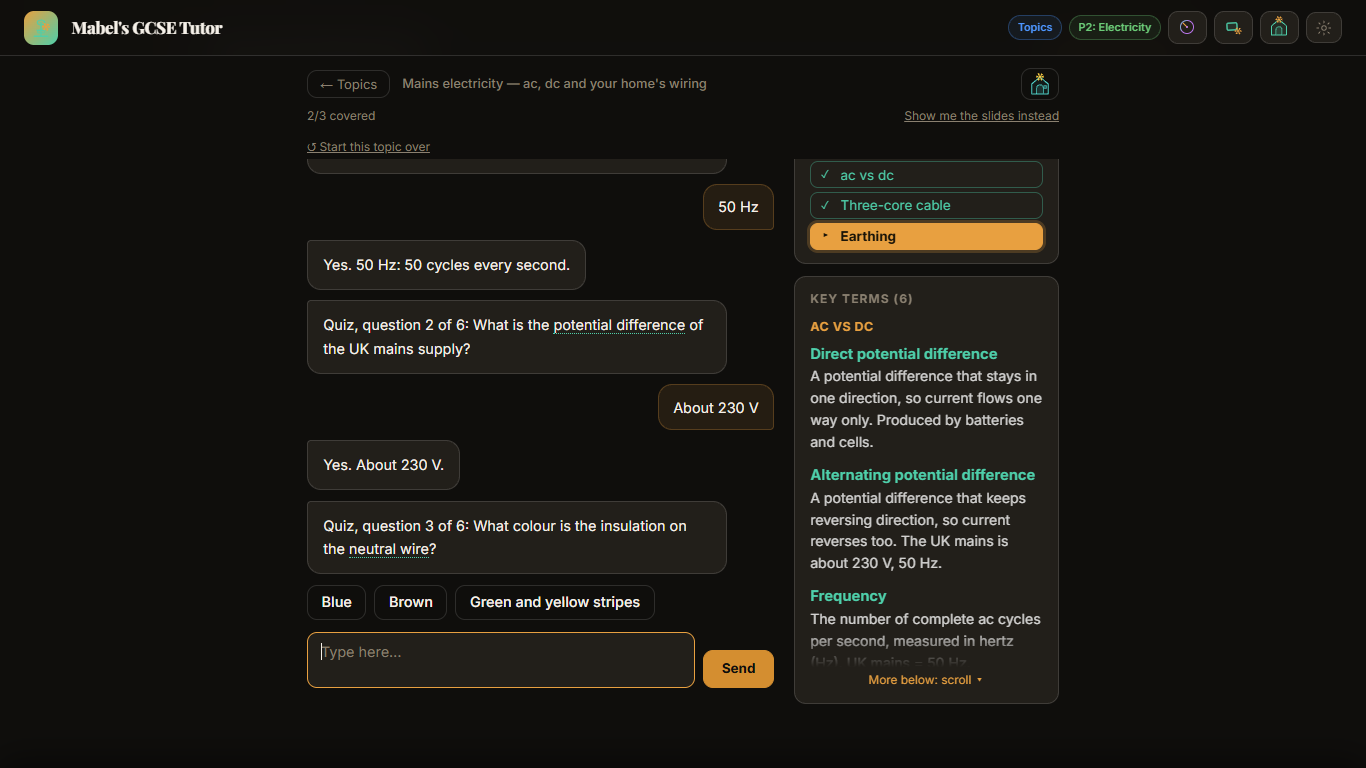 Mabel's GCSE Tutor
Topics
P2: Electricity
← Topics
Mains electricity — ac, dc and your home's wiring
2/3 covered
Show me the slides instead
↺ Start this topic over
50 Hz
Yes. 50 Hz: 50 cycles every second.
Quiz, question 2 of 6: What is the potential difference of
the UK mains supply?
About 230 V
Yes. About 230 V.
Quiz, question 3 of 6: What colour is the insulation on
the neutral wire?
Blue
Brown
Green and yellow stripes
Type here...
Send
✓ ac vs dc
✓ Three-core cable
‣ Earthing
KEY TERMS (6)
AC VS DC
Direct potential difference
A potential difference that stays in
one direction, so current flows one
way only. Produced by batteries
and cells.
Alternating potential difference
A potential difference that keeps
reversing direction, so current
reverses too. The UK mains is
about 230 V, 50 Hz.
Frequency
The number of complete ac cycles
per second, measured in hertz
(Hz). UK mains = 50 Hz
More below: scroll ▾